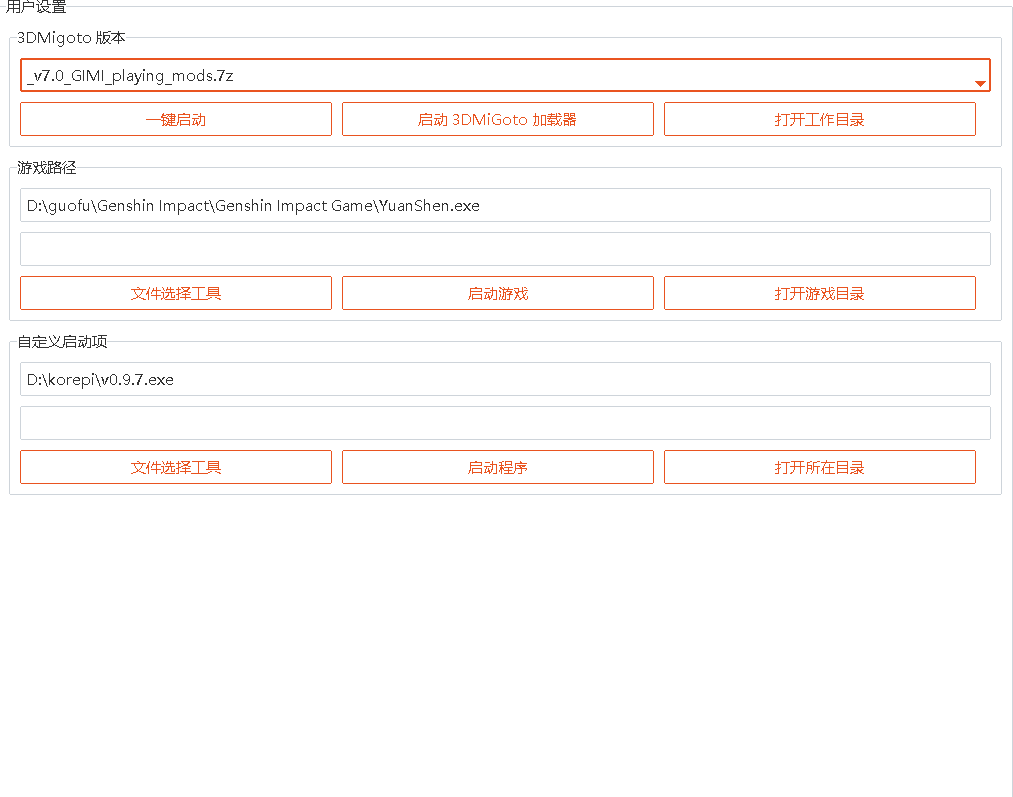 用户设置
3DMigoto 版本
_v7.0_GIMI_playing_mods.7z
一键启动
启动 3DMiGoto 加载器
打开工作目录
游戏路径
D:\guofu\Genshin Impact\Genshin Impact Game\YuanShen.exe
文件选择工具
启动游戏
打开游戏目录
自定义启动项
D:\korepi\v0.9.7.exe
文件选择工具
启动程序
打开所在目录